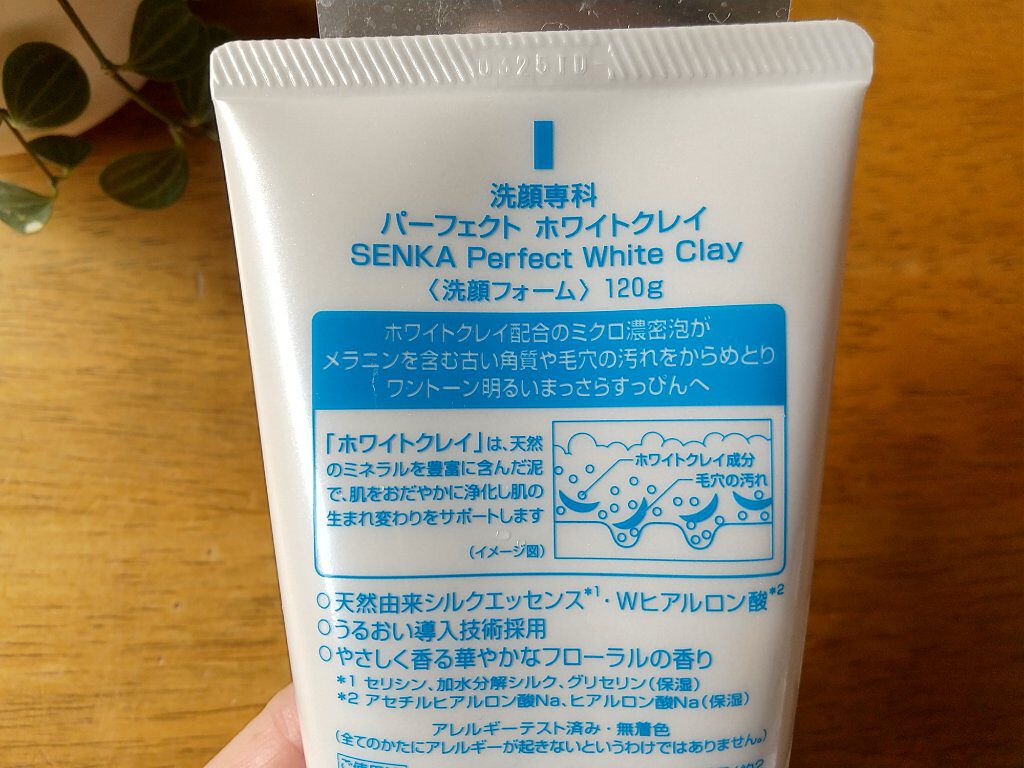 0325TD
洗顔専科
パーフェクト ホワイトクレイ
SENKA Perfect White Clay
〈洗顔フォーム〉 120g
ホワイトクレイ配合のミクロ濃密泡が
メラニンを含む古い角質や毛穴の汚れをからめとり
ワントーン明るいまっさらすっぴんへ
「ホワイトクレイ」は、天然
のミネラルを豊富に含んだ泥
で、肌をおだやかに浄化し肌の
生まれ変わりをサポートします
(イメージ図)
ホワイトクレイ成分
毛穴の汚れ
○天然由来シルクエッセンス*1・Wヒアルロン酸*2
○うるおい導入技術採用
○やさしく香る華やかなフローラルの香り
*1 セリシン、加水分解シルク、グリセリン(保湿)
*2 アセチルヒアルロン酸Na、ヒアルロン酸Na(保湿)
アレルギーテスト済み・無着色
(全てのかたにアレルギーが起きないというわけではありません。)